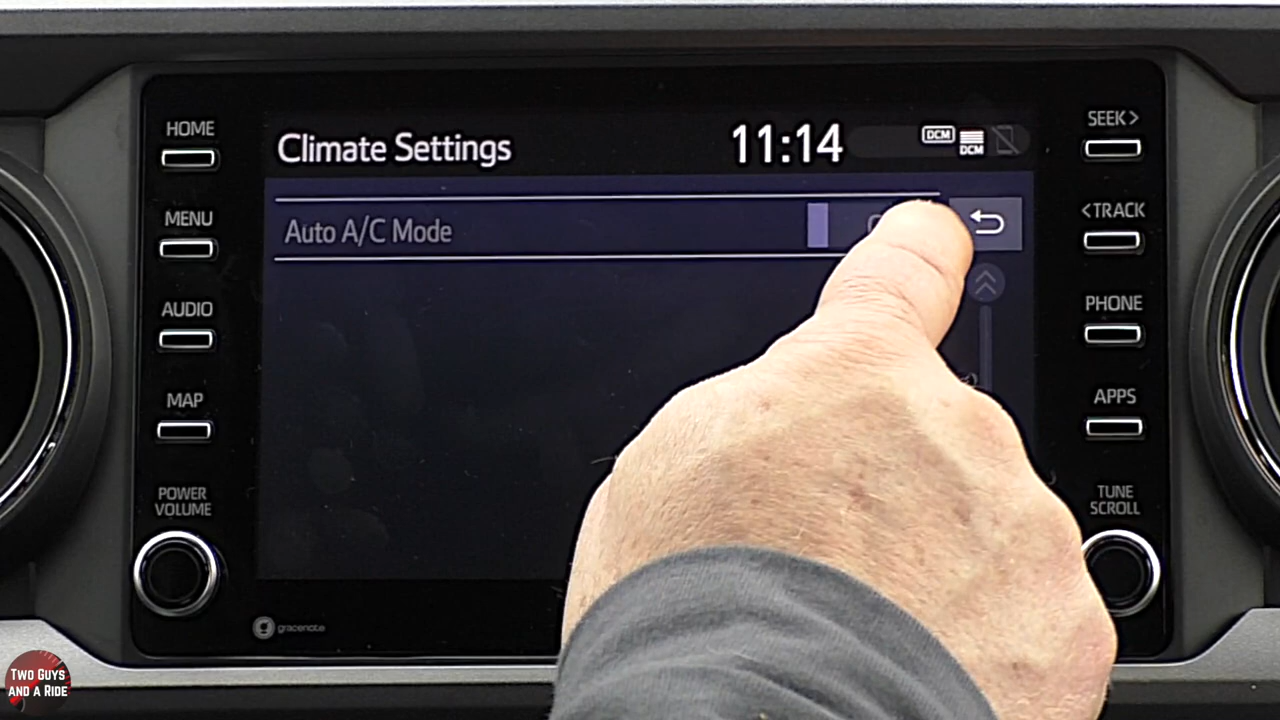 HOME
MENU
AUDIO
MAP
POWER
VOLUME
Climate Settings
11:14
DCM
DCM
Auto A/C Mode
SEEK>
<TRACK
PHONE
APPS
TUNE
SCROLL
gracenote
TWO GUYS
AND A RIDE